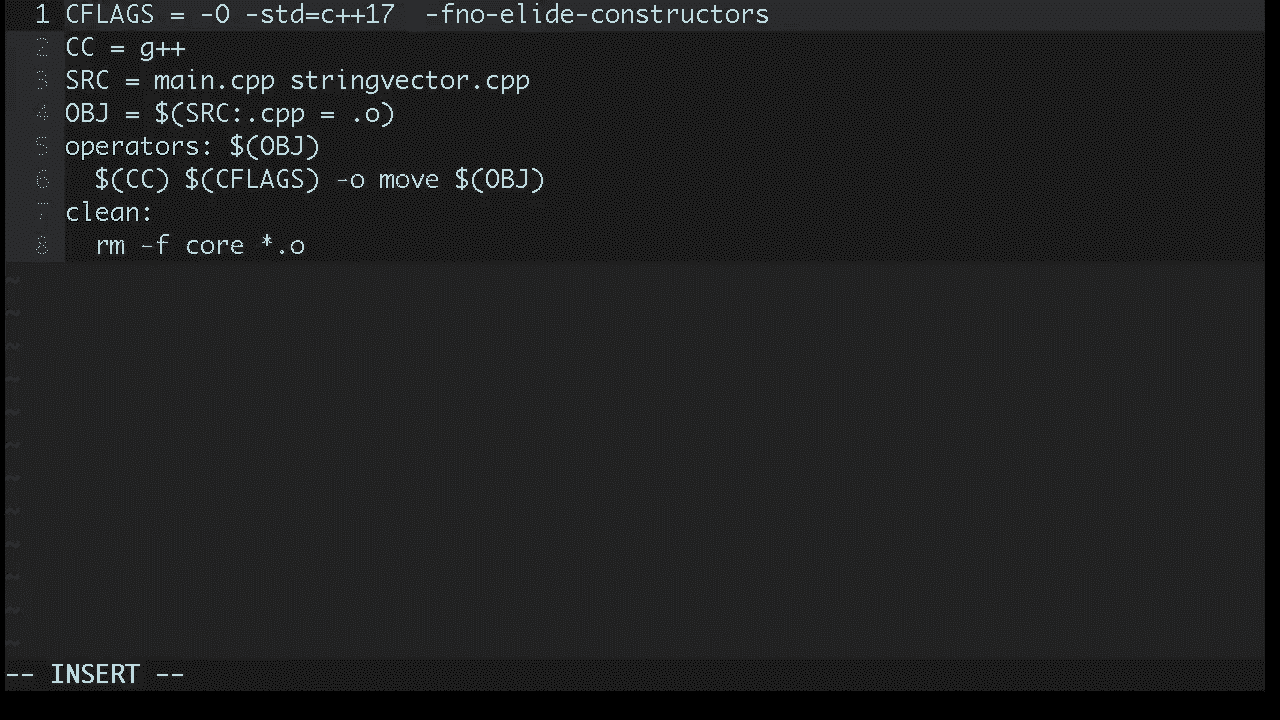 1 CFLAGS = -O -std=c++17  -fno-elide-constructors
2 CC = g++
3 SRC = main.cpp stringvector.cpp
4 OBJ = $(SRC:.cpp = .o)
5 operators: $(OBJ)
6   $(CC) $(CFLAGS) -o move $(OBJ)
7 clean:
8   rm -f core *.o
~
~
~
~
~
~
~
~
~
~
~
~
-- INSERT --